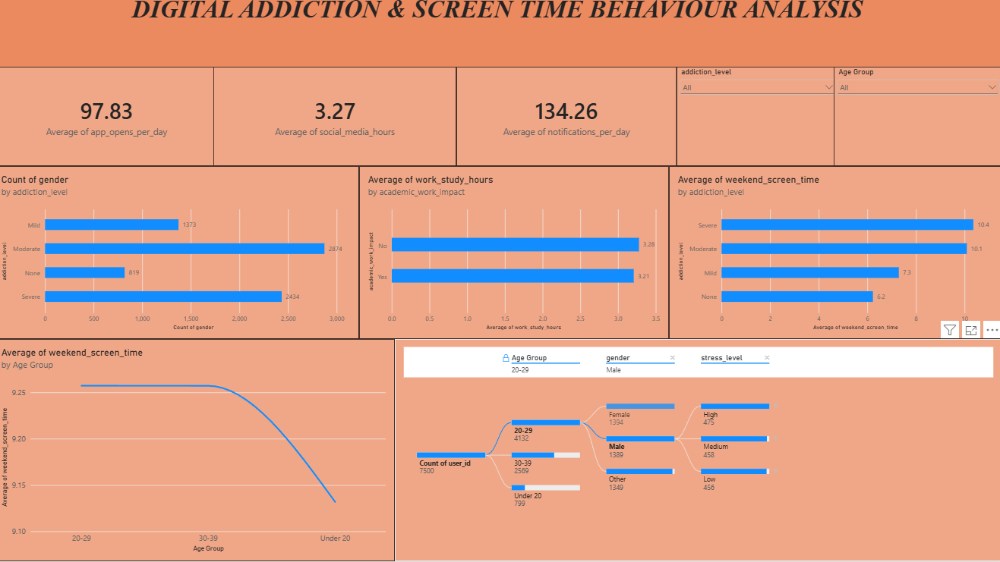 DIGITAL ADDICTION & SCREEN TIME BEHAVIOUR ANALYSIS
97.83
Average of app_opens_per_day
3.27
Average of social_media_hours
134.26
Average of notifications_per_day
addiction_level
All
Age Group
All
Count of gender
by addiction_level
addiction_level
Mild
1373
Moderate
2874
None
819
Severe
2434
0
500
1,000
1,500
2,000
2,500
3,000
Count of gender
Average of work_study_hours
by academic_work_impact
academic_work_impact
No
3.28
Yes
3.21
0.0
0.5
1.0
1.5
2.0
2.5
3.0
3.5
Average of work_study_hours
Average of weekend_screen_time
by addiction_level
addiction_level
Severe
10.4
Moderate
10.1
Mild
7.3
None
6.2
0
2
4
6
8
10
Average of weekend_screen_time
Average of weekend_screen_time
by Age Group
Average of weekend_screen_time
9.25
9.20
9.15
9.10
20-29
30-39
Under 20
Age Group
Age Group
20-29
gender
Male
stress_level
Count of user_id
7500
20-29
4132
30-39
2569
Under 20
799
Female
1394
Male
1389
Other
1349
High
475
Medium
458
Low
456